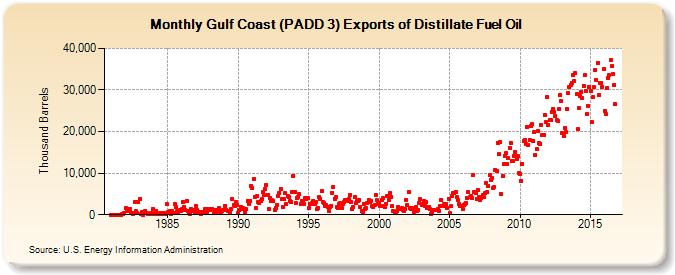 Monthly Gulf Coast (PADD 3) Exports of Distillate Fuel Oil
Thousand Barrels
40,000
30,000
20,000
10,000
0
1985 1990 1995 2000 2005 2010 2015
Source: U.S. Energy Information Administration